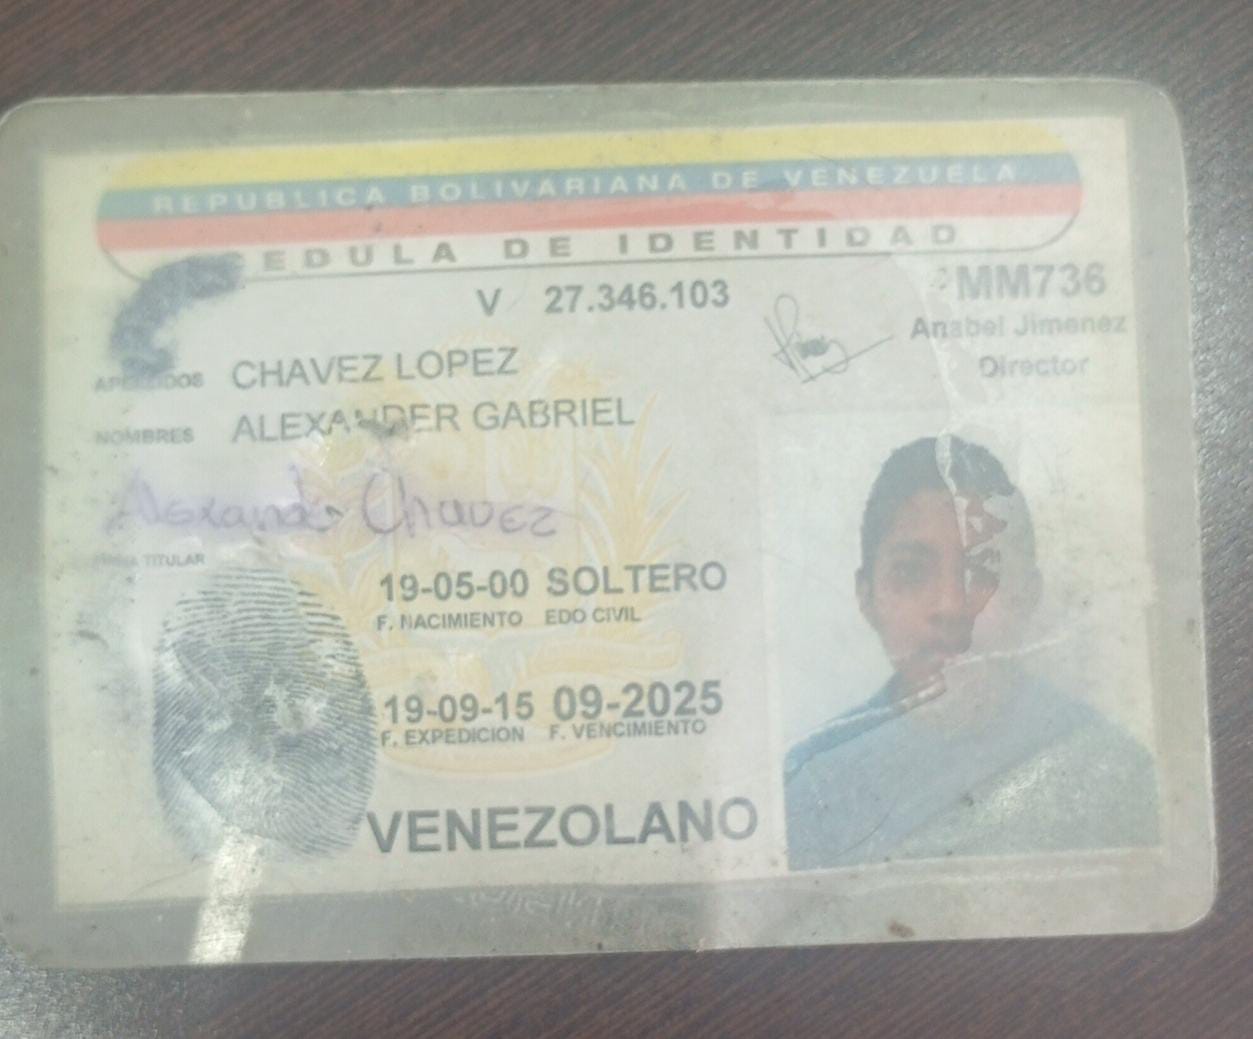 REPUBLICA BOLIVARIANA DE VENEZUELA
CEDULA DE IDENTIDAD
V 27.346.103
MM736
Anabel Jimenez
Director
APELLIDOS CHAVEZ LOPEZ
NOMBRES ALEXANDER GABRIEL
Alexander Chavez
FIRMA TITULAR
19-05-00 SOLTERO
F. NACIMIENTO EDO CIVIL
19-09-15 09-2025
F. EXPEDICION F. VENCIMIENTO
VENEZOLANO